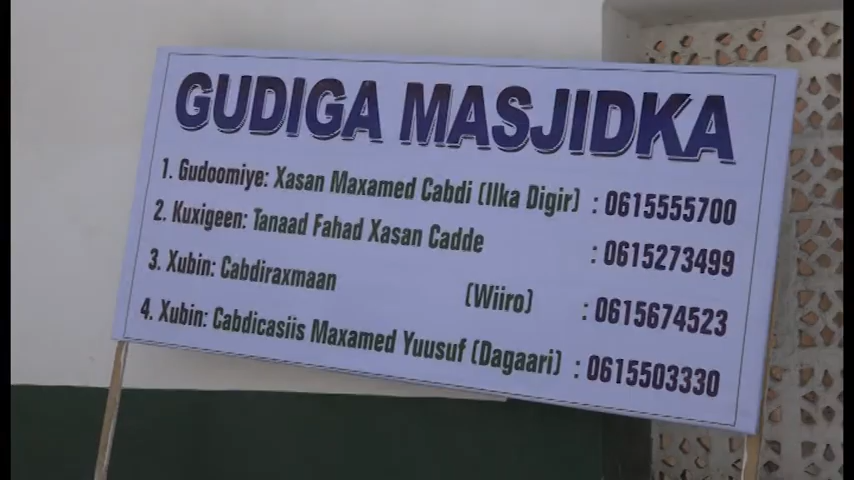 GUDIGA MASJIDKA
1. Gudoomiye: Xasan Maxamed Cabdi (Ilka Digir) : 0615555700
2. Kuxigeen: Tanaad Fahad Xasan Cadde : 0615273499
3. Xubin: Cabdiraxmaan (Wiiro) : 0615674523
4. Xubin: Cabdicasiis Maxamed Yuusuf (Dagaari) : 0615503330